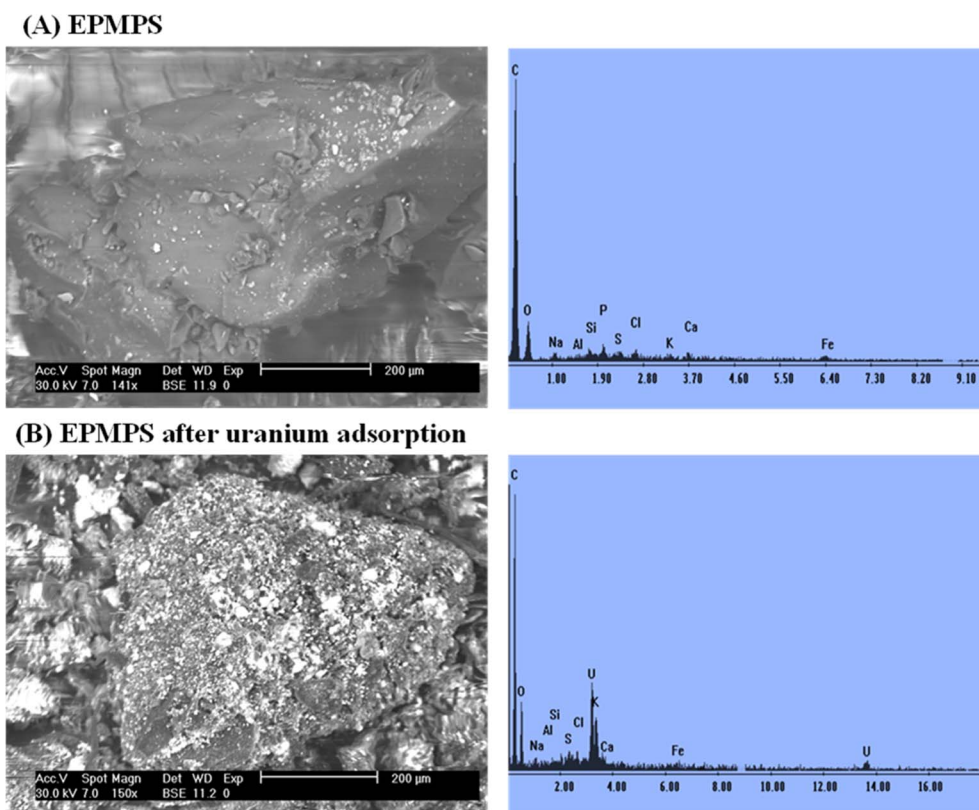 (A) EPMPS
C
O
Na
Al
Si
P
S
Cl
K
Ca
Fe
1.00 1.90 2.80 3.70 4.60 5.50 6.40 7.30 8.20 9.10
Acc.V Spot Magn Det WD Exp 200 µm
30.0 kV 7.0 141x BSE 11.9 0
(B) EPMPS after uranium adsorption
C
O
Na
Al
Si
S
Cl
U
K
Ca
Fe
U
2.00 4.00 6.00 8.00 10.00 12.00 14.00 16.00
Acc.V Spot Magn Det WD Exp 200 µm
30.0 kV 7.0 150x BSE 11.2 0